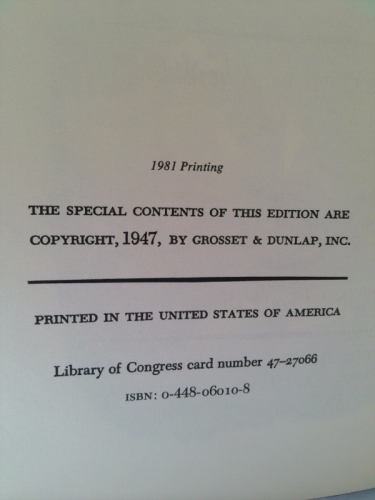 1981 Printing
THE SPECIAL CONTENTS OF THIS EDITION ARE
COPYRIGHT, 1947, BY GROSSET & DUNLAP, INC.
PRINTED IN THE UNITED STATES OF AMERICA
Library of Congress card number 47-27066
ISBN: 0-448-06010-8